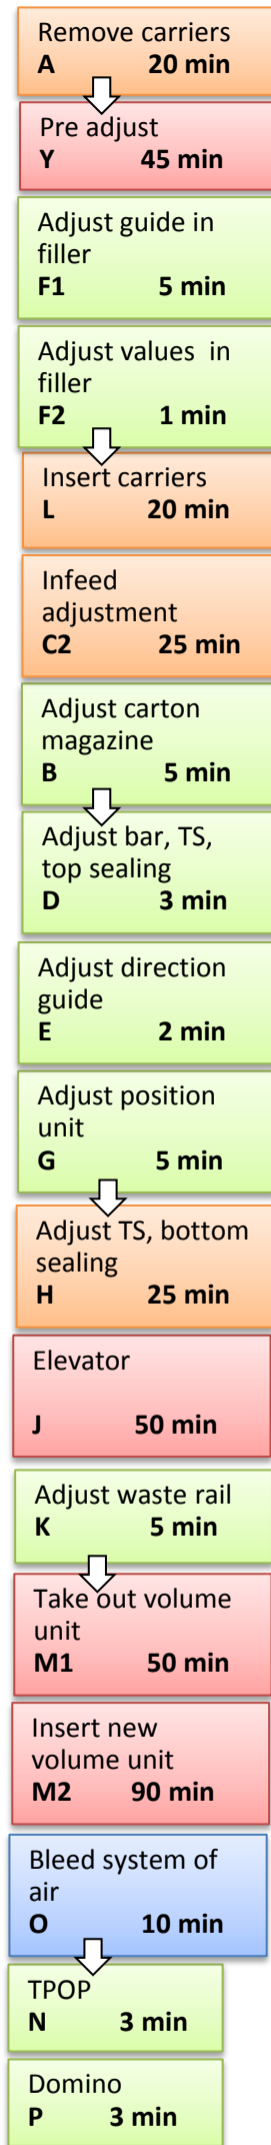 Remove carriers
A 20 min
Pre adjust
Y 45 min
Adjust guide in
filler
F1 5 min
Adjust values in
filler
F2 1 min
Insert carriers
L 20 min
Infeed
adjustment
C2 25 min
Adjust carton
magazine
B 5 min
Adjust bar, TS,
top sealing
D 3 min
Adjust direction
guide
E 2 min
Adjust position
unit
G 5 min
Adjust TS, bottom
sealing
H 25 min
Elevator
J 50 min
Adjust waste rail
K 5 min
Take out volume
unit
M1 50 min
Insert new
volume unit
M2 90 min
Bleed system of
air
O 10 min
TPOP
N 3 min
Domino
P 3 min